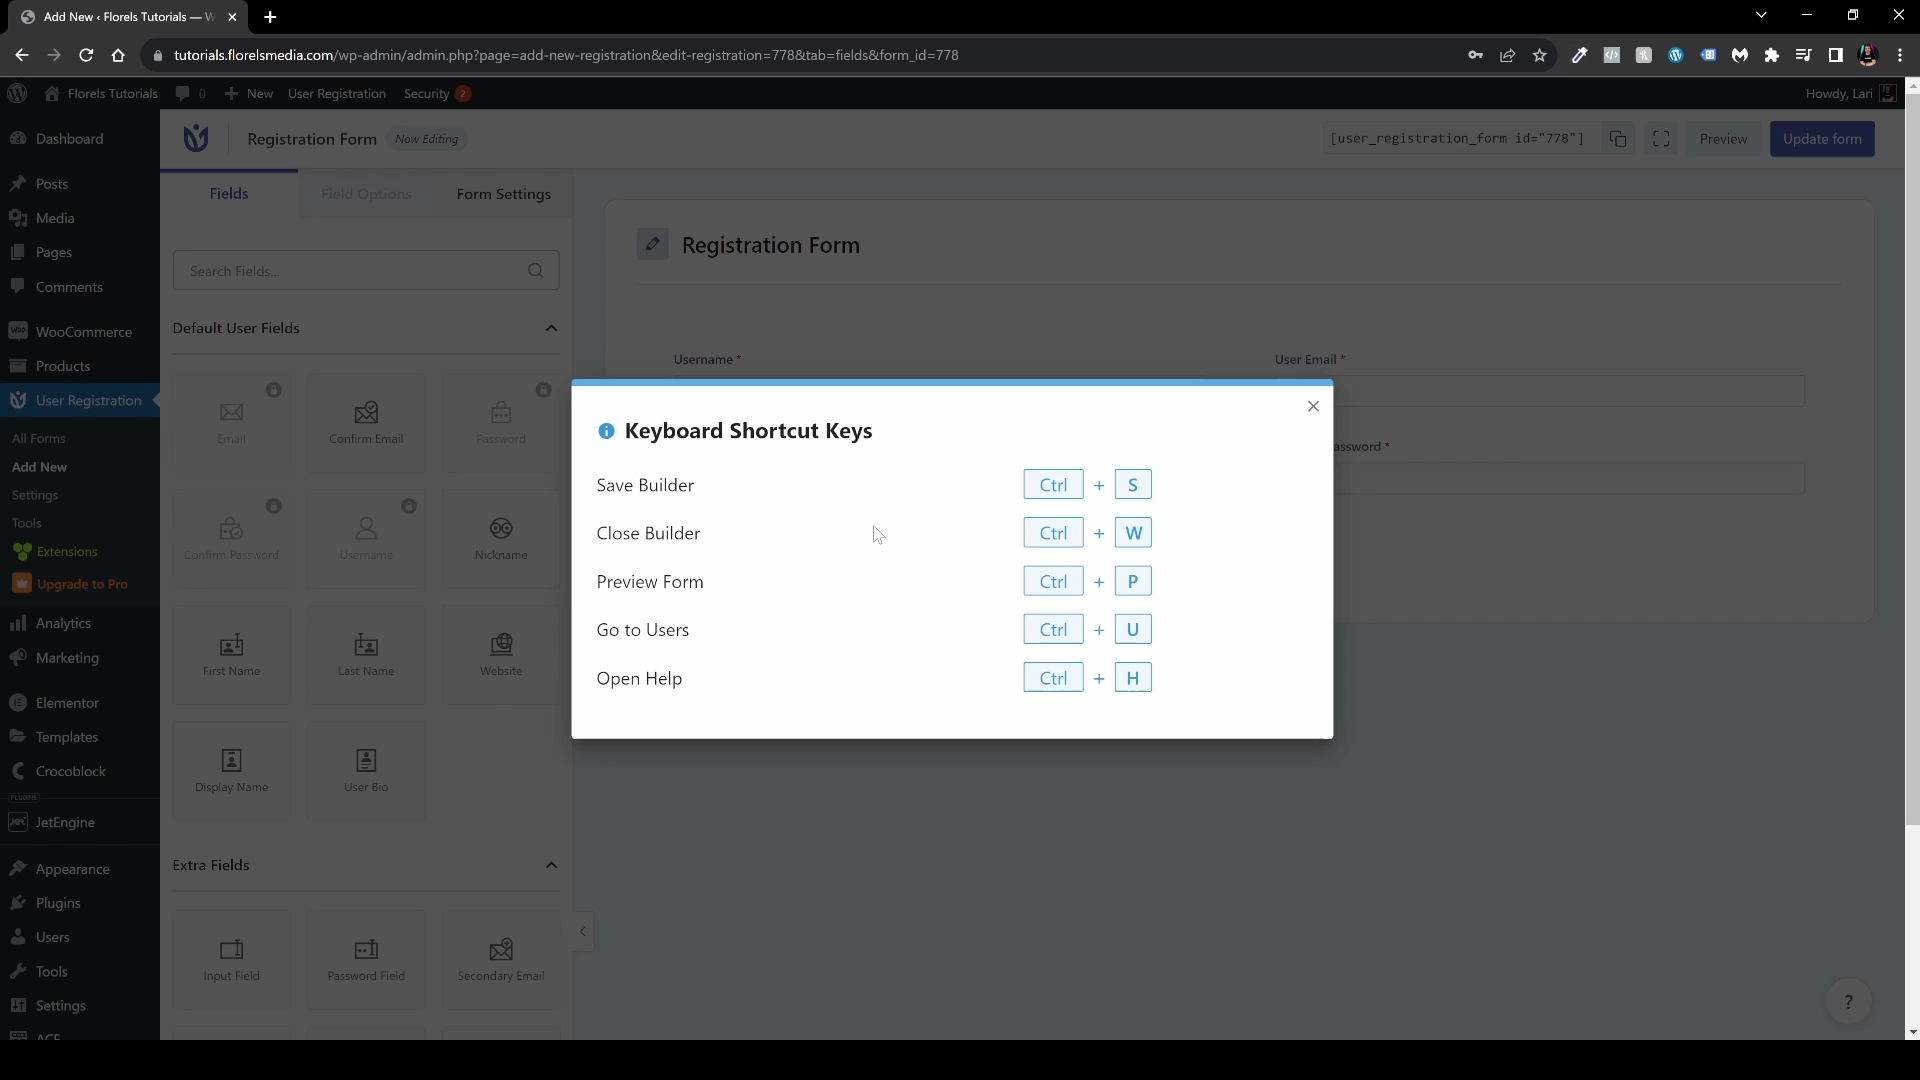 Add New ‹ Florels Tutorials — W
tutorials.florelsmedia.com/wp-admin/admin.php?page=add-new-registration&edit-registration=778&tab=fields&form_id=778
Florels Tutorials
0
New
User Registration
Security
2
Howdy, Lari
Dashboard
Posts
Media
Pages
Comments
WooCommerce
Products
User Registration
All Forms
Add New
Settings
Tools
Extensions
Upgrade to Pro
Analytics
Marketing
Elementor
Templates
Crocoblock
PLUGINS
JetEngine
Appearance
Plugins
Users
Tools
Settings
Registration Form
Now Editing
[user_registration_form id="778"]
Preview
Update form
Fields
Field Options
Form Settings
Search Fields...
Default User Fields
Email
Confirm Email
Password
Confirm Password
Username
Nickname
First Name
Last Name
Website
Display Name
User Bio
Extra Fields
Input Field
Password Field
Secondary Email
Registration Form
Username *
User Email *
assword *
Keyboard Shortcut Keys
Save Builder Ctrl + S
Close Builder Ctrl + W
Preview Form Ctrl + P
Go to Users Ctrl + U
Open Help Ctrl + H
?